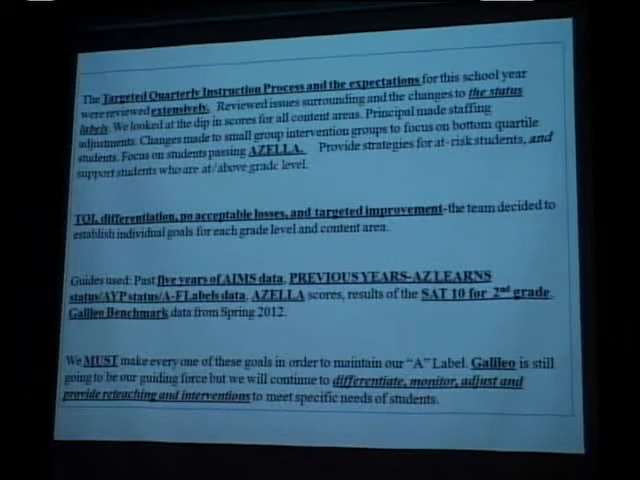 The Targeted Quarterly Instruction Process and the expectations for this school year
were reviewed extensively. Reviewed issues surrounding and the changes to the status
labels. We looked at the dip in scores for all content areas. Principal made staffing
adjustments. Changes made to small group intervention groups to focus on bottom quartile
students. Focus on students passing AZELLA. Provide strategies for at-risk students, and
support students who are at/above grade level.
TQI, differentiation, no acceptable losses, and targeted improvement-the team decided to
establish individual goals for each grade level and content area.
Guides used: Past five years of AIMS data, PREVIOUS YEARS-AZ LEARNS
status/AYP status/A-F Labels data, AZELLA scores, results of the SAT 10 for 2nd grade,
Galileo Benchmark data from Spring 2012.
We MUST make every one of these goals in order to maintain our "A" Label. Galileo is still
going to be our guiding force but we will continue to differentiate, monitor, adjust and
provide reteaching and interventions to meet specific needs of students.